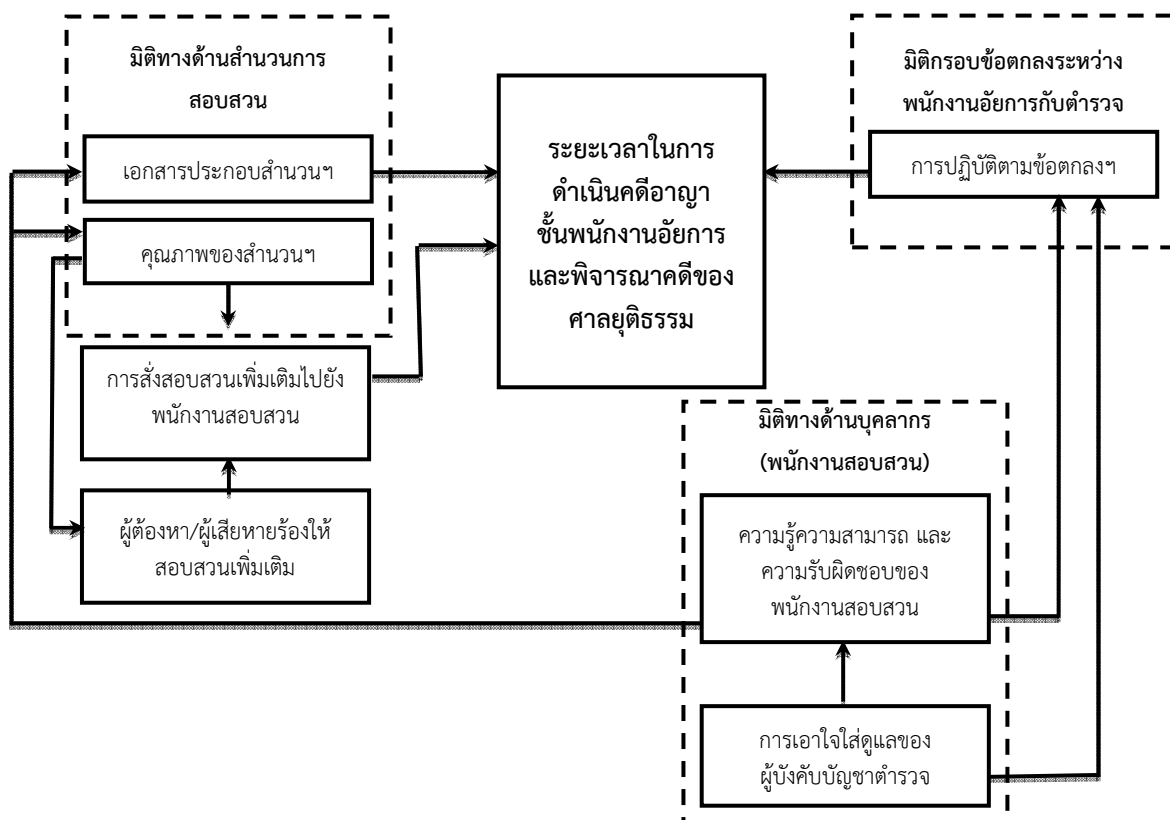 มิติทางด้านสำนวนการ
สอบสวน
เอกสารประกอบสำนวนฯ
คุณภาพของสำนวนฯ
การสั่งสอบสวนเพิ่มเติมไปยัง
พนักงานสอบสวน
ผู้ต้องหา/ผู้เสียหายร้องให้
สอบสวนเพิ่มเติม
ระยะเวลาในการ
ดำเนินคดีอาญา
ชั้นพนักงานอัยการ
และพิจารณาคดีของ
ศาลยุติธรรม
มิติกรอบข้อตกลงระหว่าง
พนักงานอัยการกับตำรวจ
การปฏิบัติตามข้อตกลงฯ
มิติทางด้านบุคลากร
(พนักงานสอบสวน)
ความรู้ความสามารถ และ
ความรับผิดชอบของ
พนักงานสอบสวน
การเอาใจใส่ดูแลของ
ผู้บังคับบัญชาตำรวจ